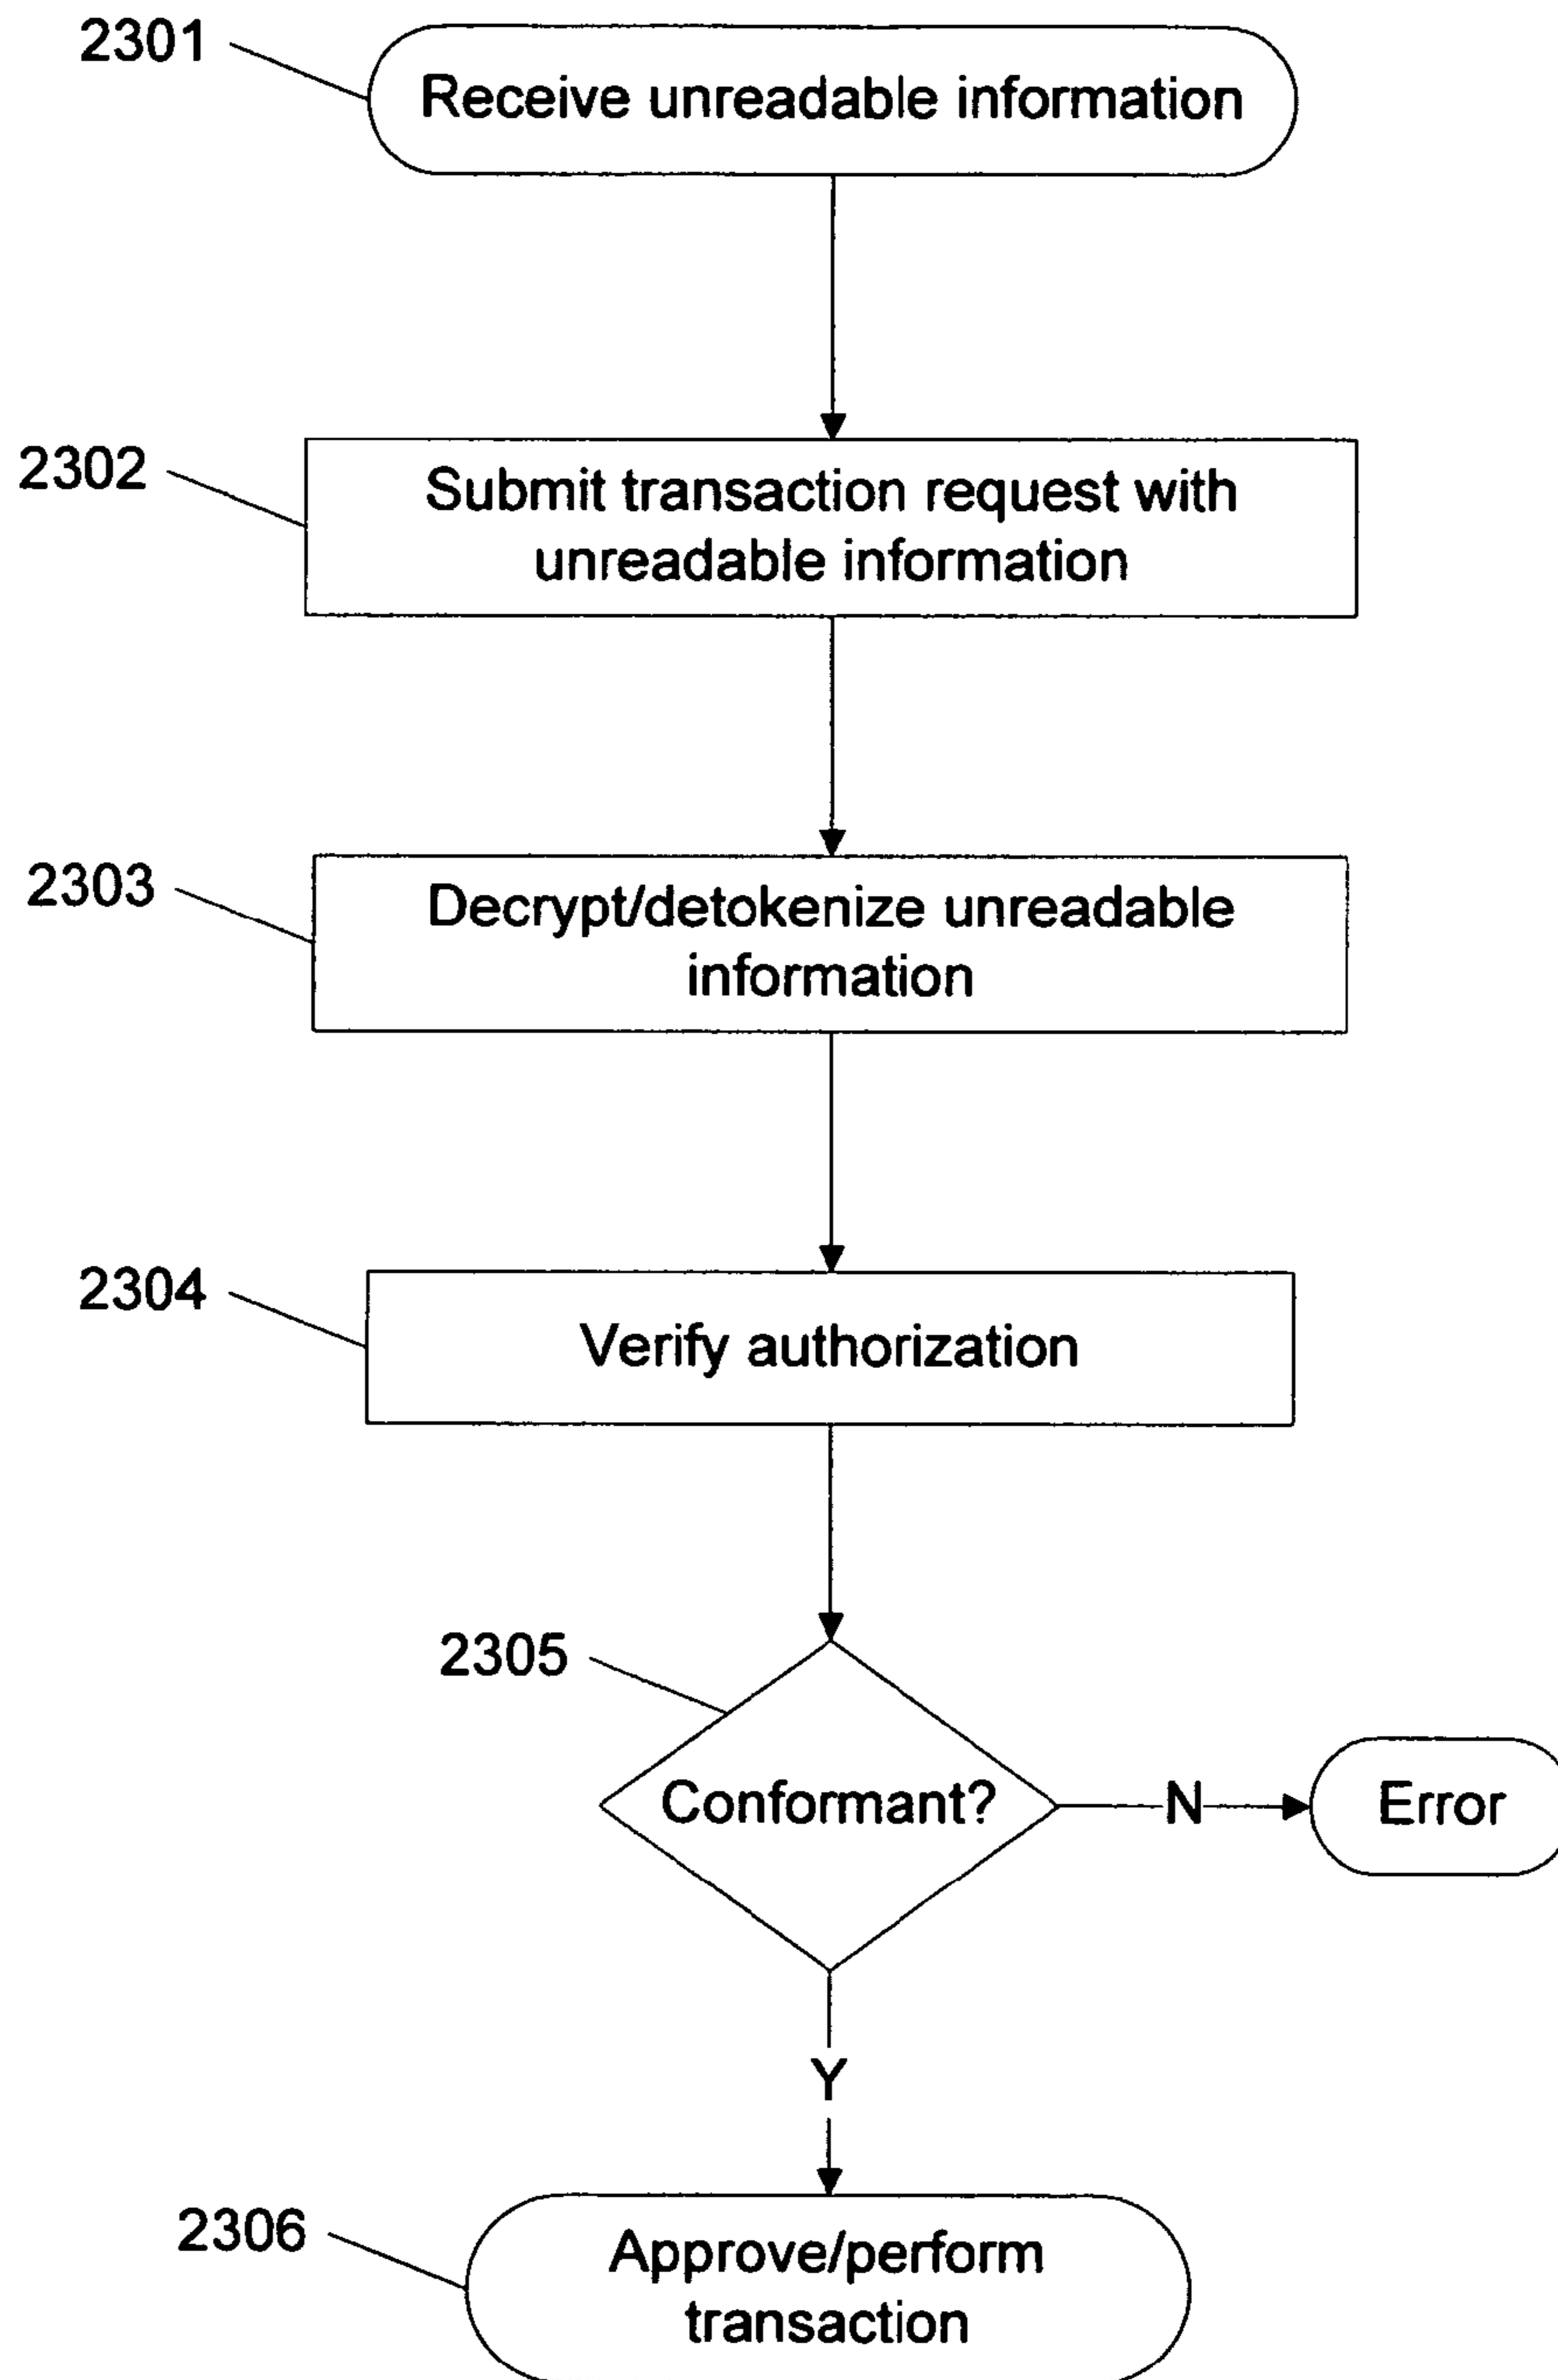 2301
Receive unreadable information
2302
Submit transaction request with
unreadable information
2303
Decrypt/detokenize unreadable
information
2304
Verify authorization
2305
Conformant?
N
Error
Y
2306
Approve/perform
transaction